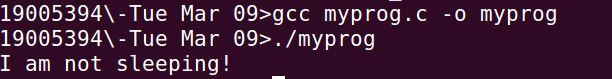 19005394\-Tue Mar 09>gcc myprog.c -o myprog
19005394\-Tue Mar 09>./myprog
I am not sleeping!